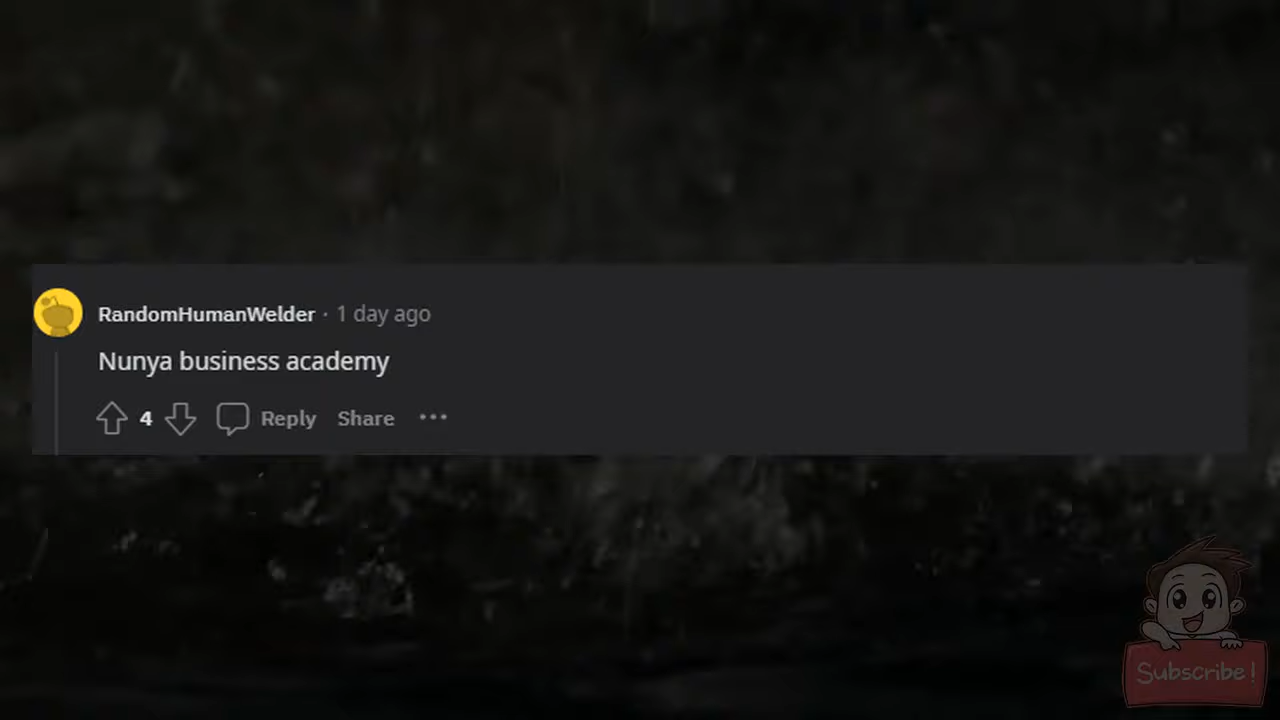 RandomHumanWelder · 1 day ago
Nunya business academy
4 Reply Share ···
Subscribe!